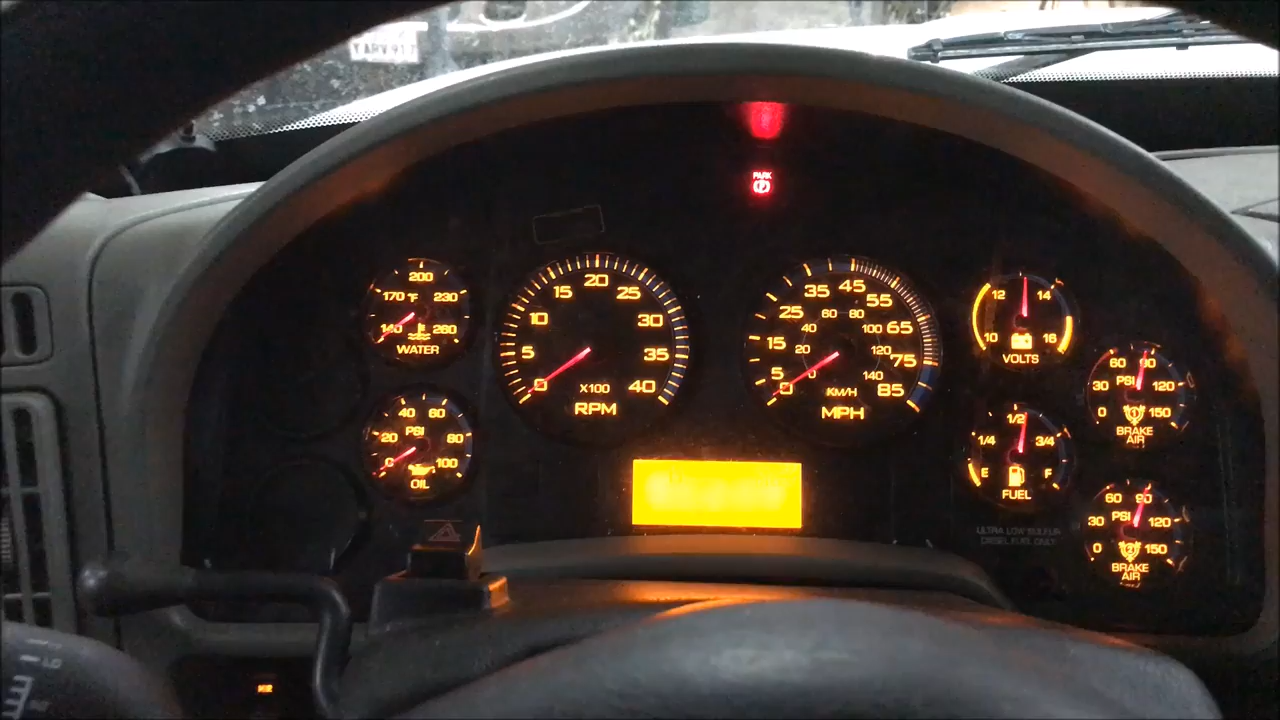 PARK
200
170 °F 230
140 260
WATER
40 60
PSI
20 80
0 100
OIL
20
15 25
10 30
5 35
0 X100 40
RPM
45
35 55
25 60 80
40 100 65
15 20 120 75
5 0 140
0 KM/H 85
MPH
12 14
10 16
VOLTS
1/2
1/4 3/4
E F
FUEL
60 90
30 PSI 120
0 1 150
BRAKE
AIR
60 90
PSI
30 120
0 2 150
BRAKE
AIR
ULTRA LOW SULFUR
DIESEL FUEL ONLY